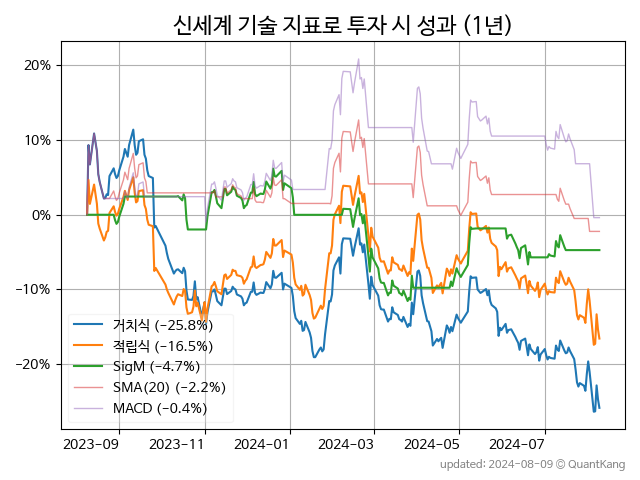 신세계 기술 지표로 투자 시 성과 (1년)
20%
10%
0%
−10%
−20%
거치식 (−25.8%)
적립식 (−16.5%)
SigM (−4.7%)
SMA(20) (−2.2%)
MACD (−0.4%)
2023-09 2023-11 2024-01 2024-03 2024-05 2024-07
updated: 2024-08-09 © QuantKang